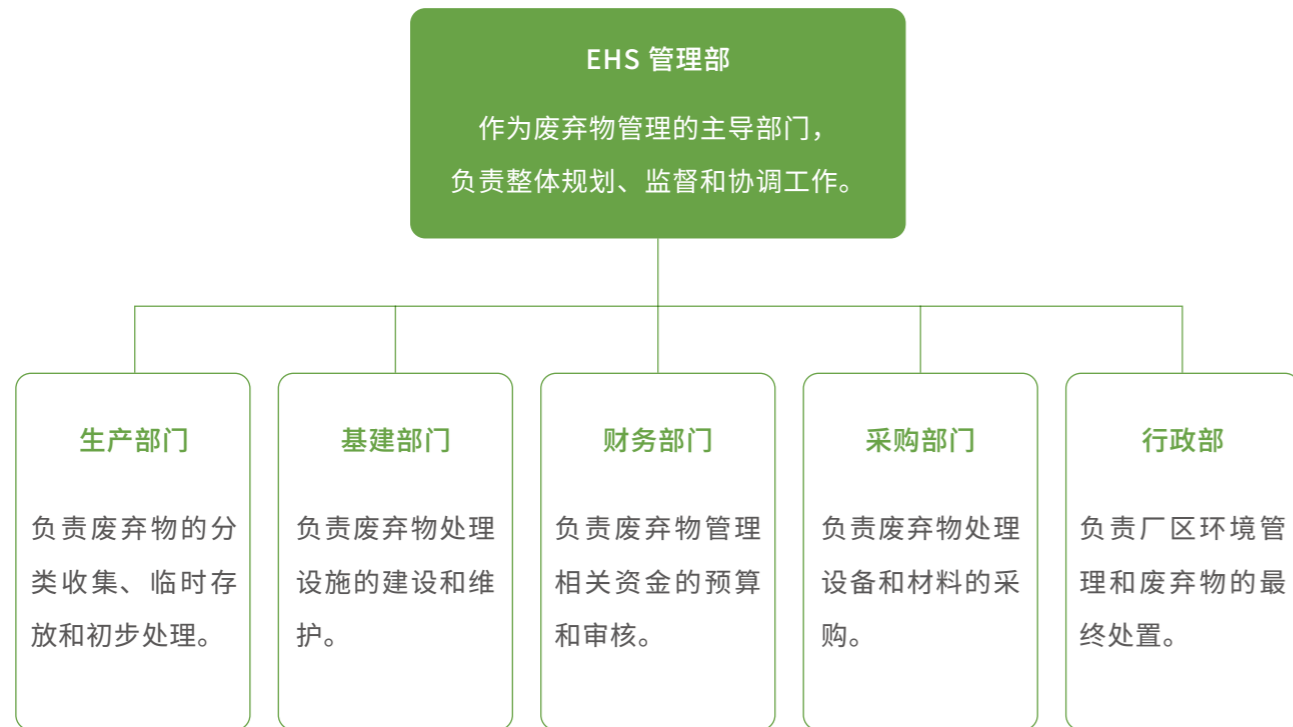 EHS 管理部
作为废弃物管理的主导部门，
负责整体规划、监督和协调工作。
生产部门
负责废弃物的分
类收集、临时存
放和初步处理。
基建部门
负责废弃物处理
设施的建设和维
护。
财务部门
负责废弃物管理
相关资金的预算
和审核。
采购部门
负责废弃物处理
设备和材料的采
购。
行政部
负责厂区环境管
理和废弃物的最
终处置。